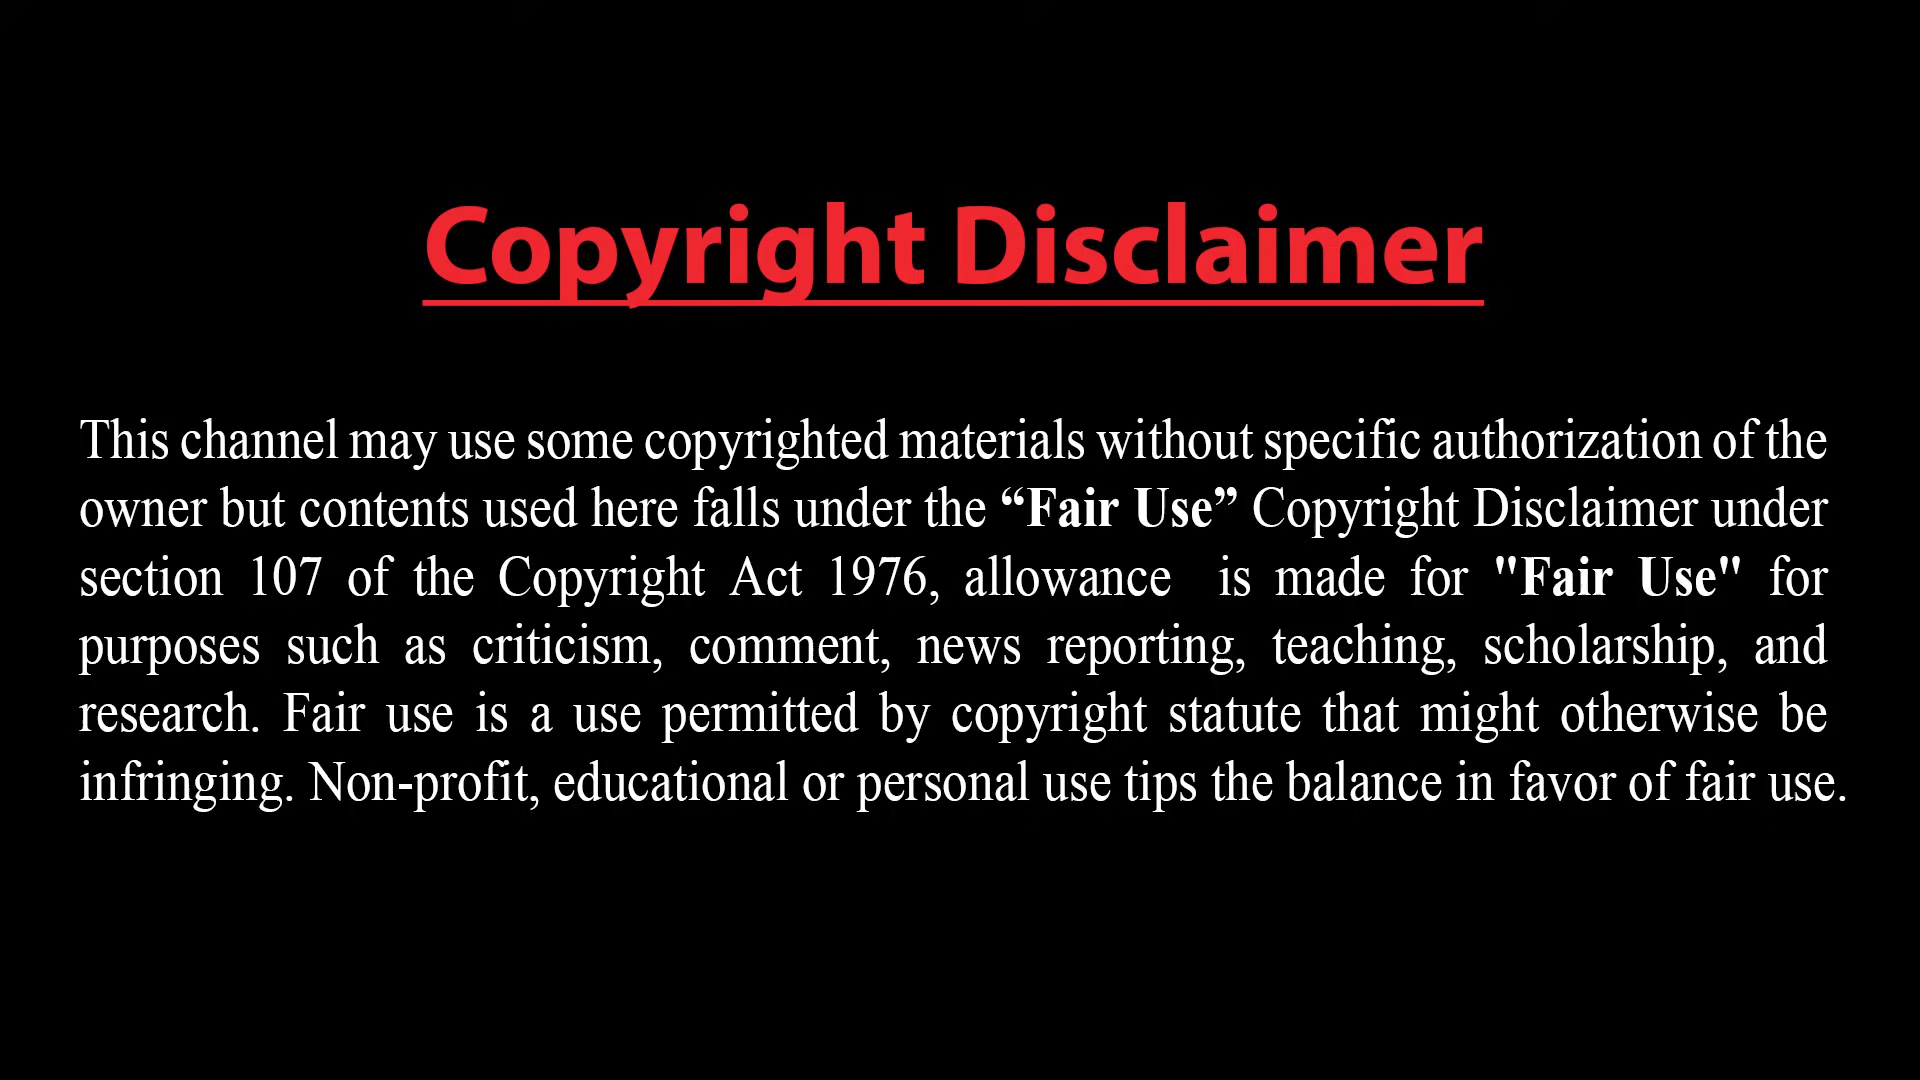 Copyright Disclaimer
This channel may use some copyrighted materials without specific authorization of the
owner but contents used here falls under the “Fair Use” Copyright Disclaimer under
section 107 of the Copyright Act 1976, allowance  is made for "Fair Use" for
purposes such as criticism, comment, news reporting, teaching, scholarship, and
research. Fair use is a use permitted by copyright statute that might otherwise be
infringing. Non-profit, educational or personal use tips the balance in favor of fair use.